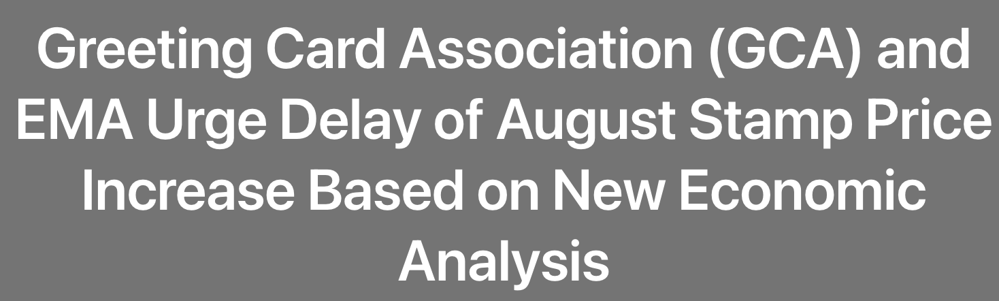 Greeting Card Association (GCA) and
EMA Urge Delay of August Stamp Price
Increase Based on New Economic
Analysis